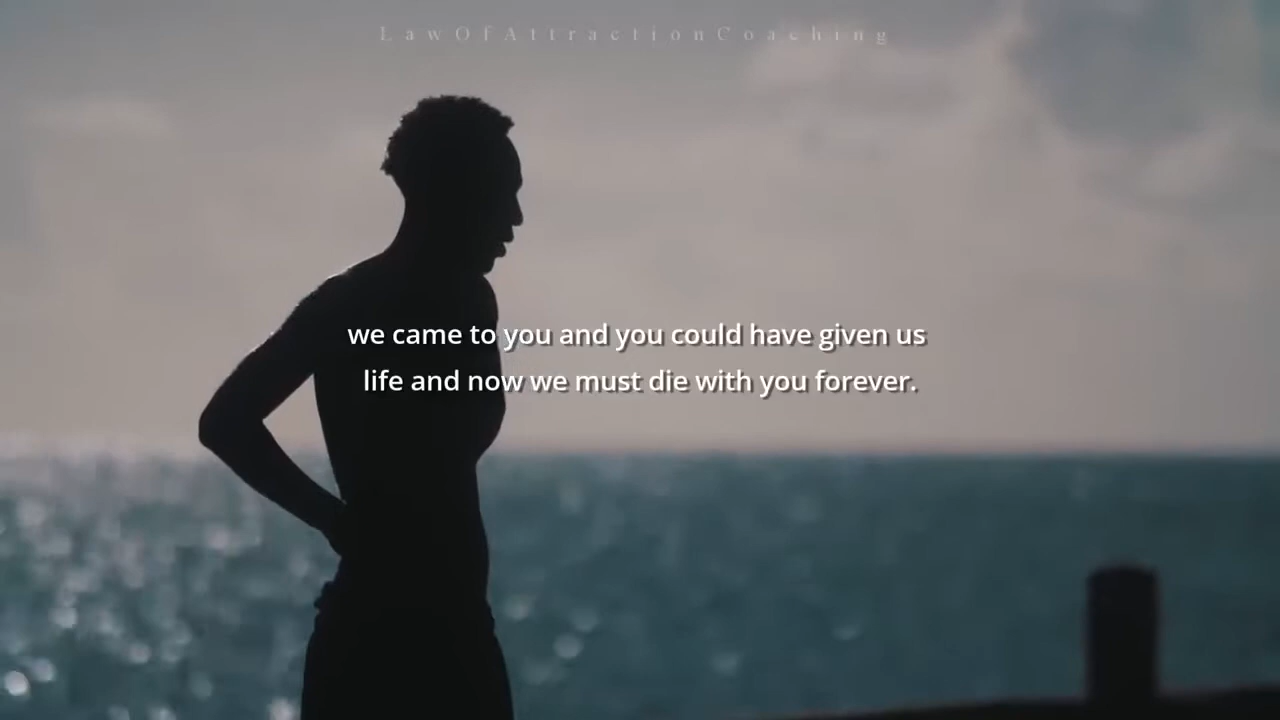 LawOfAttractionCoaching
we came to you and you could have given us
life and now we must die with you forever.